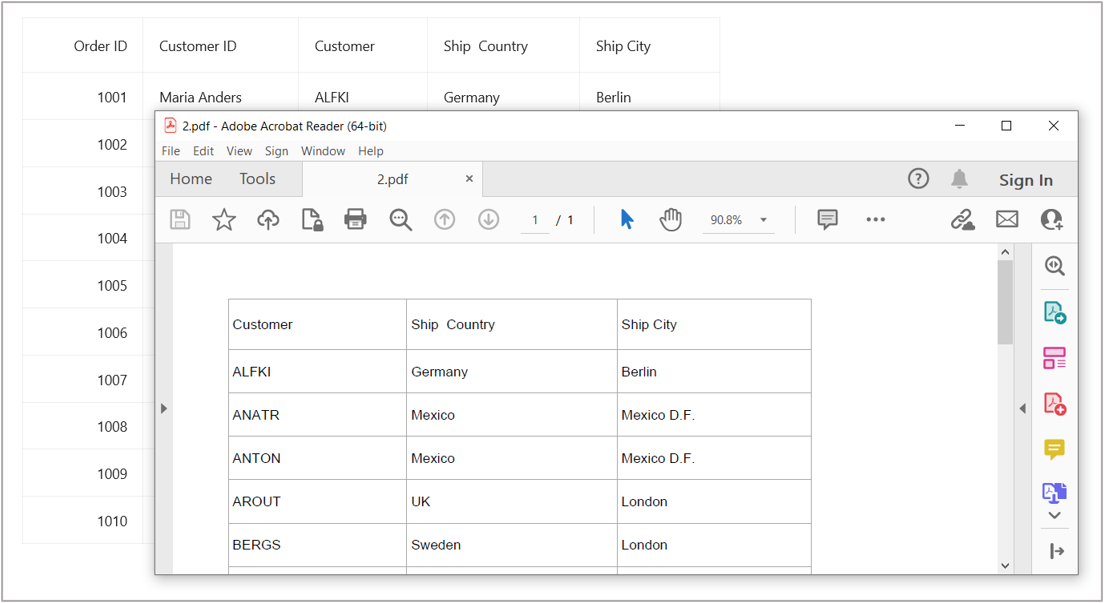 Order ID Customer ID Customer Ship  Country Ship City
1001 Maria Anders ALFKI Germany Berlin
1002
1003
1004
1005
1006
1007
1008
1009
1010
2.pdf - Adobe Acrobat Reader (64-bit)
File Edit View Sign Window Help
Home Tools 2.pdf × ? Sign In
1 / 1 90.8%
Customer Ship  Country Ship City
ALFKI Germany Berlin
ANATR Mexico Mexico D.F.
ANTON Mexico Mexico D.F.
AROUT UK London
BERGS Sweden London